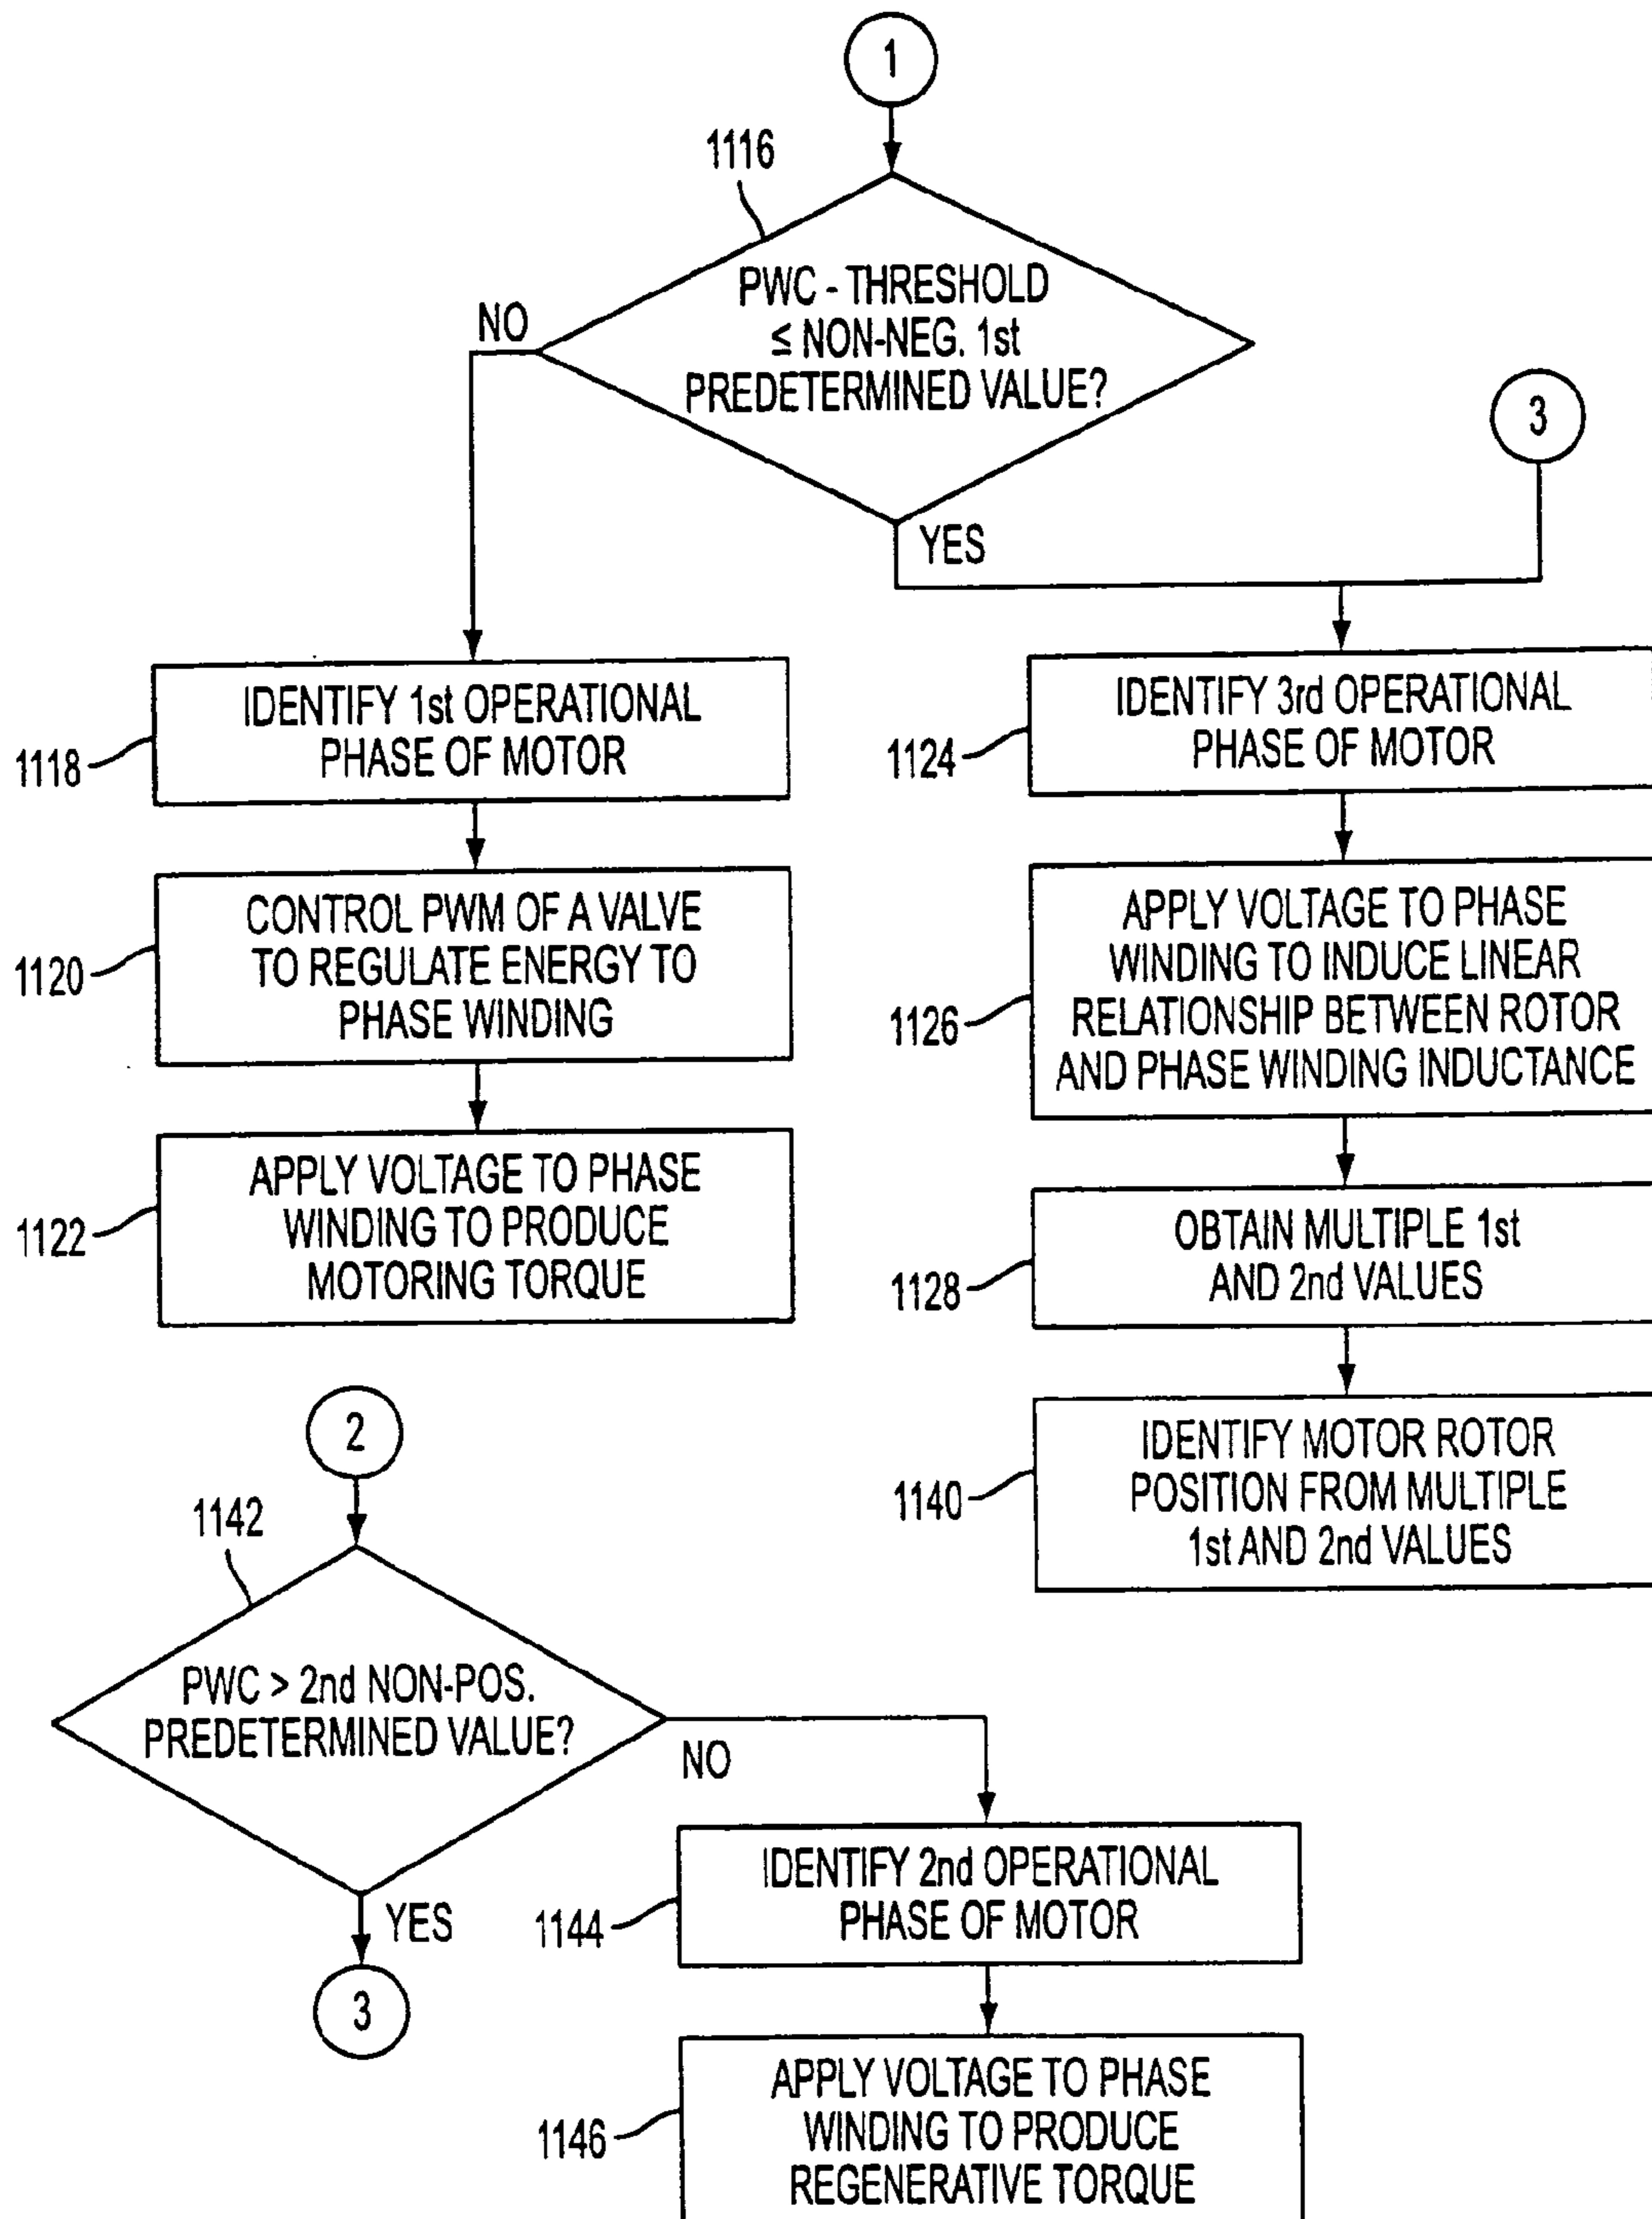 1
1116
PWC - THRESHOLD
≤ NON-NEG. 1st
PREDETERMINED VALUE?
NO
YES
3
1118
IDENTIFY 1st OPERATIONAL
PHASE OF MOTOR
1120
CONTROL PWM OF A VALVE
TO REGULATE ENERGY TO
PHASE WINDING
1122
APPLY VOLTAGE TO PHASE
WINDING TO PRODUCE
MOTORING TORQUE
1124
IDENTIFY 3rd OPERATIONAL
PHASE OF MOTOR
1126
APPLY VOLTAGE TO PHASE
WINDING TO INDUCE LINEAR
RELATIONSHIP BETWEEN ROTOR
AND PHASE WINDING INDUCTANCE
1128
OBTAIN MULTIPLE 1st
AND 2nd VALUES
1140
IDENTIFY MOTOR ROTOR
POSITION FROM MULTIPLE
1st AND 2nd VALUES
2
1142
PWC > 2nd NON-POS.
PREDETERMINED VALUE?
NO
YES
3
1144
IDENTIFY 2nd OPERATIONAL
PHASE OF MOTOR
1146
APPLY VOLTAGE TO PHASE
WINDING TO PRODUCE
REGENERATIVE TORQUE